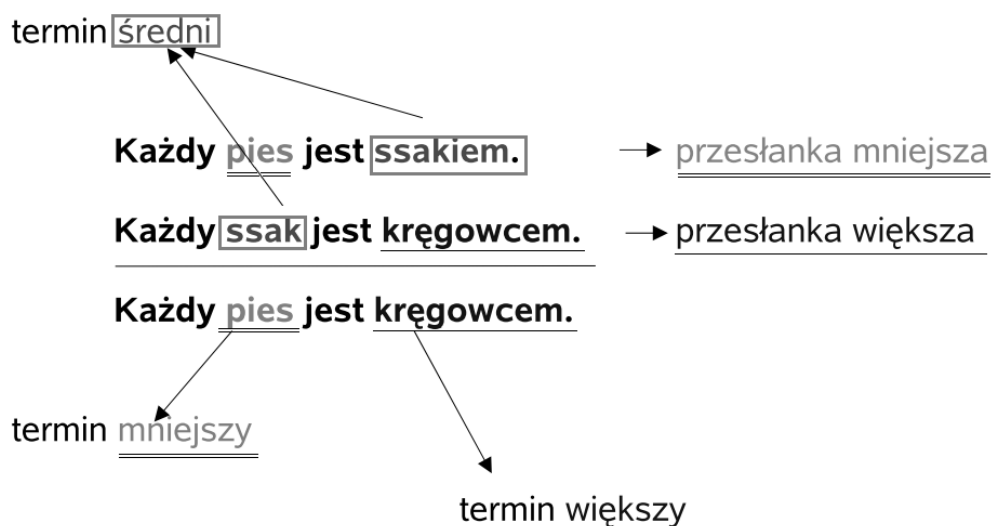 termin średni
Każdy pies jest ssakiem. przesłanka mniejsza
Każdy ssak jest kręgowcem. przesłanka większa
Każdy pies jest kręgowcem.
termin mniejszy
termin większy